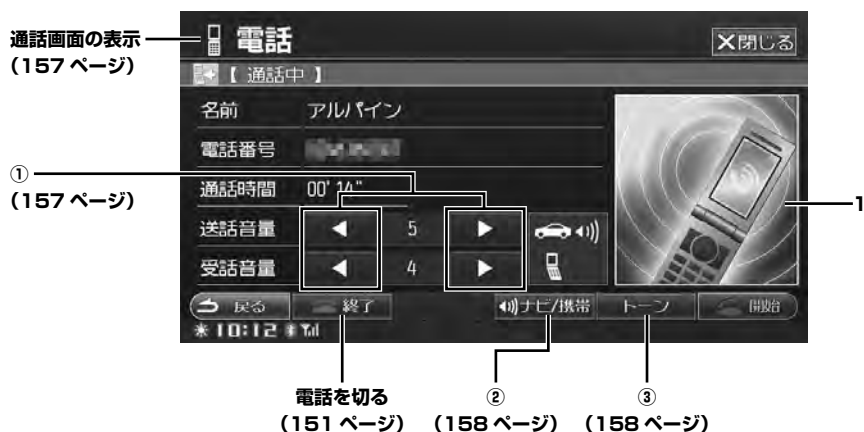 通話画面の表示
（157 ページ）
電話
×閉じる
【 通話中 】
名前 アルパイン
電話番号
①
（157 ページ）
通話時間 00' 14"
1
送話音量 ◀ 5 ▶
受話音量 ◀ 4 ▶
戻る 終了 ナビ/携帯 トーン 開始
10:12
電話を切る
（151 ページ）
②
（158 ページ）
③
（158 ページ）